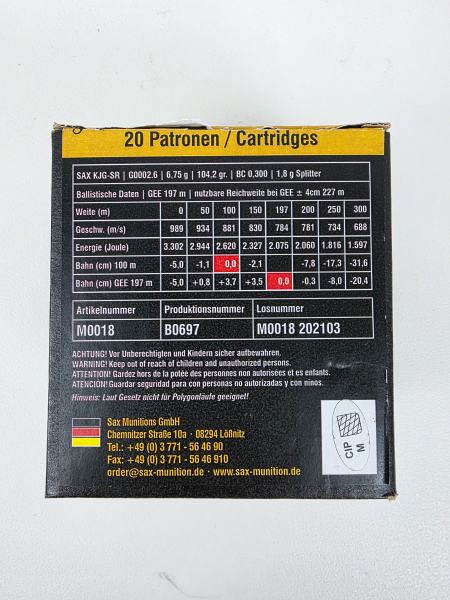 20 Patronen / Cartridges
SAX KJG-SR | G0002.6 | 6,75 g | 104,2 gr. | BC 0,300 | 1,8 g Splitter
Ballistische Daten | GEE 197 m | nutzbare Reichweite bei GEE ± 4cm 227 m
Weite (m) 0 50 100 150 197 200 250 300
Geschw. (m/s) 989 934 881 830 784 781 734 688
Energie (Joule) 3.302 2.944 2.620 2.327 2.075 2.060 1.816 1.597
Bahn (cm) 100 m -5,0 -1,1 0,0 -2,1 -7,8 -17,3 -31,6
Bahn (cm) GEE 197 m -5,0 +0,8 +3,7 +3,5 0,0 -0,3 -8,0 -20,4
Artikelnummer Produktionsnummer Losnummer
M0018 B0697 M0018 202103
ACHTUNG! Vor Unberechtigten und Kindern sicher aufbewahren.
WARNING! Keep out of reach of children and unauthorized persons.
ATTENTION! Gardez hors de la potée des personnes non autorisées et es enfants.
ATENCIÓN! Guardar seguridad para con personas no autorizadas y con niños.
Hinweis: Laut Gesetz nicht für Polygonläufe geeignet!
Sax Munitions GmbH
Chemnitzer Straße 10a · 08294 Lößnitz
Tel.: +49 (0) 3 771 - 56 46 90
Fax: +49 (0) 3 771 - 56 46 910
order@sax-munition.de · www.sax-munition.de
CIP
M